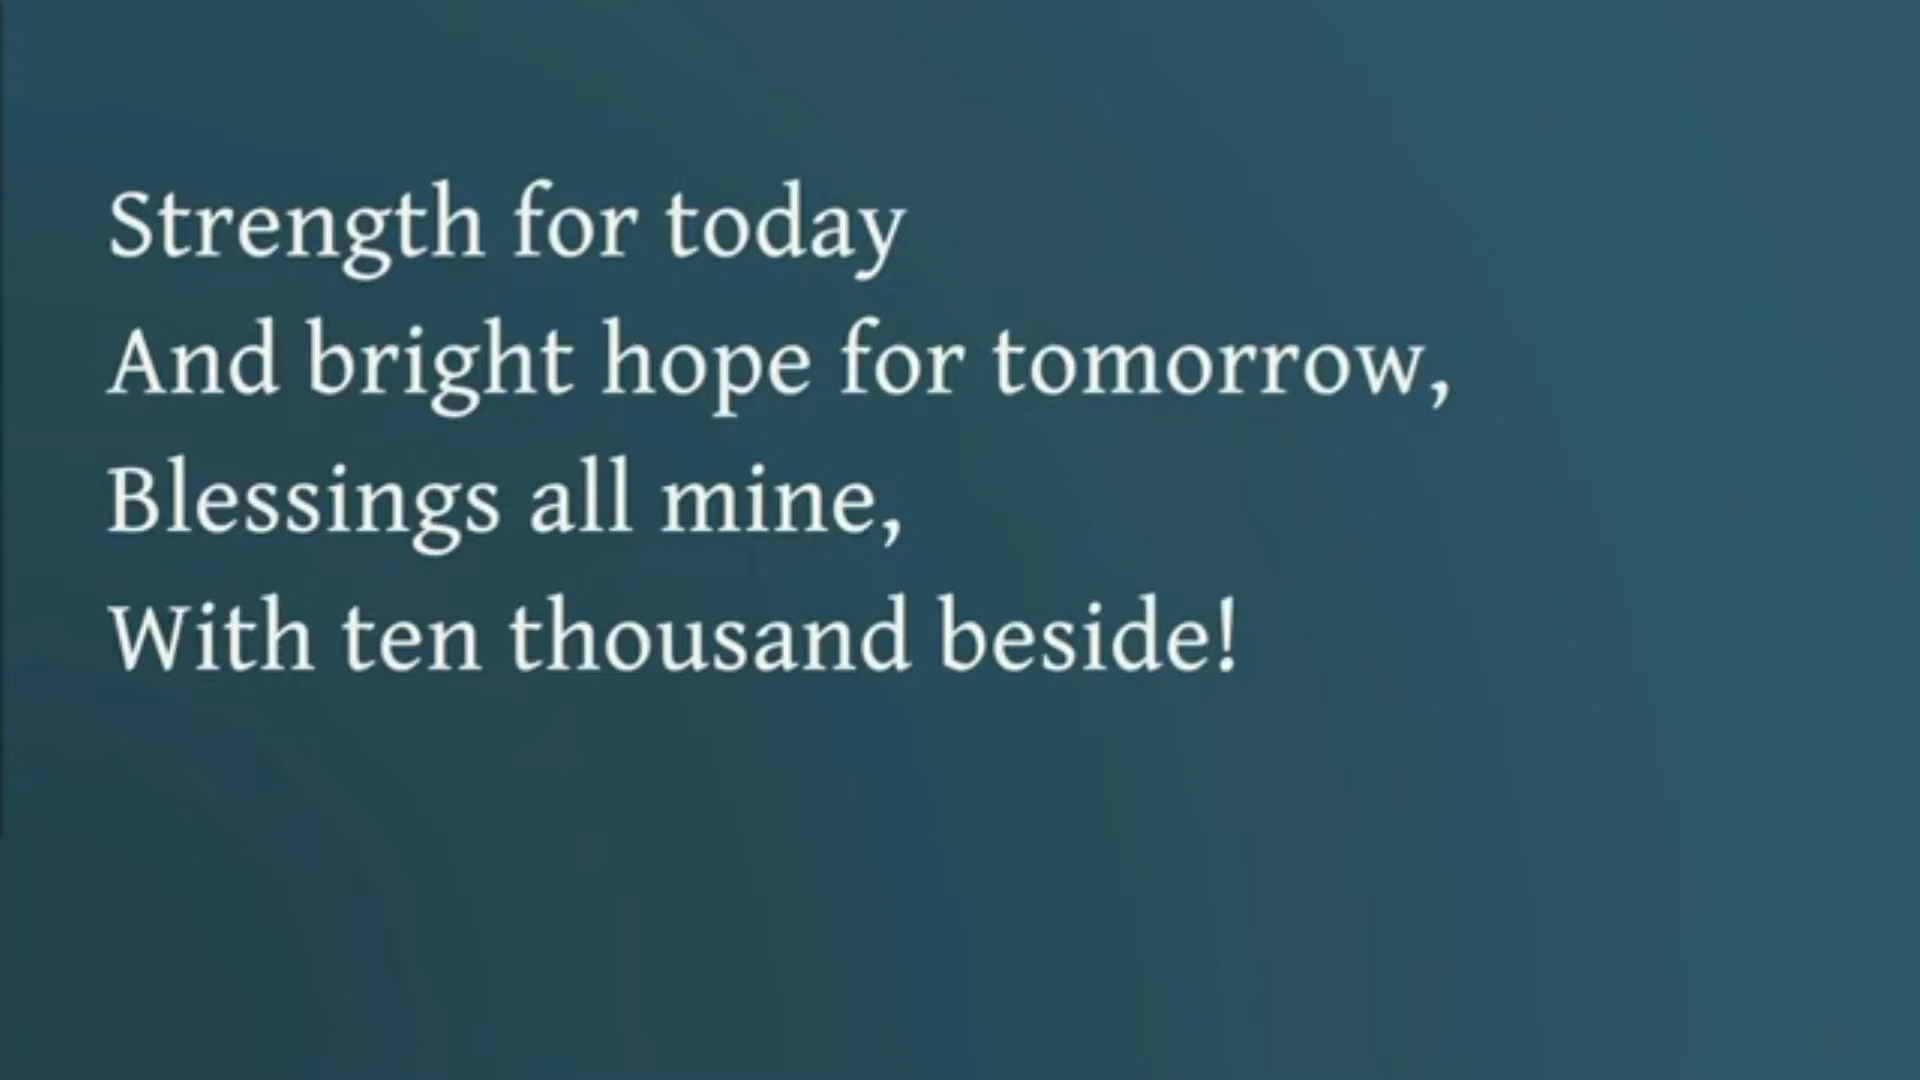 Strength for today
And bright hope for tomorrow,
Blessings all mine,
With ten thousand beside!